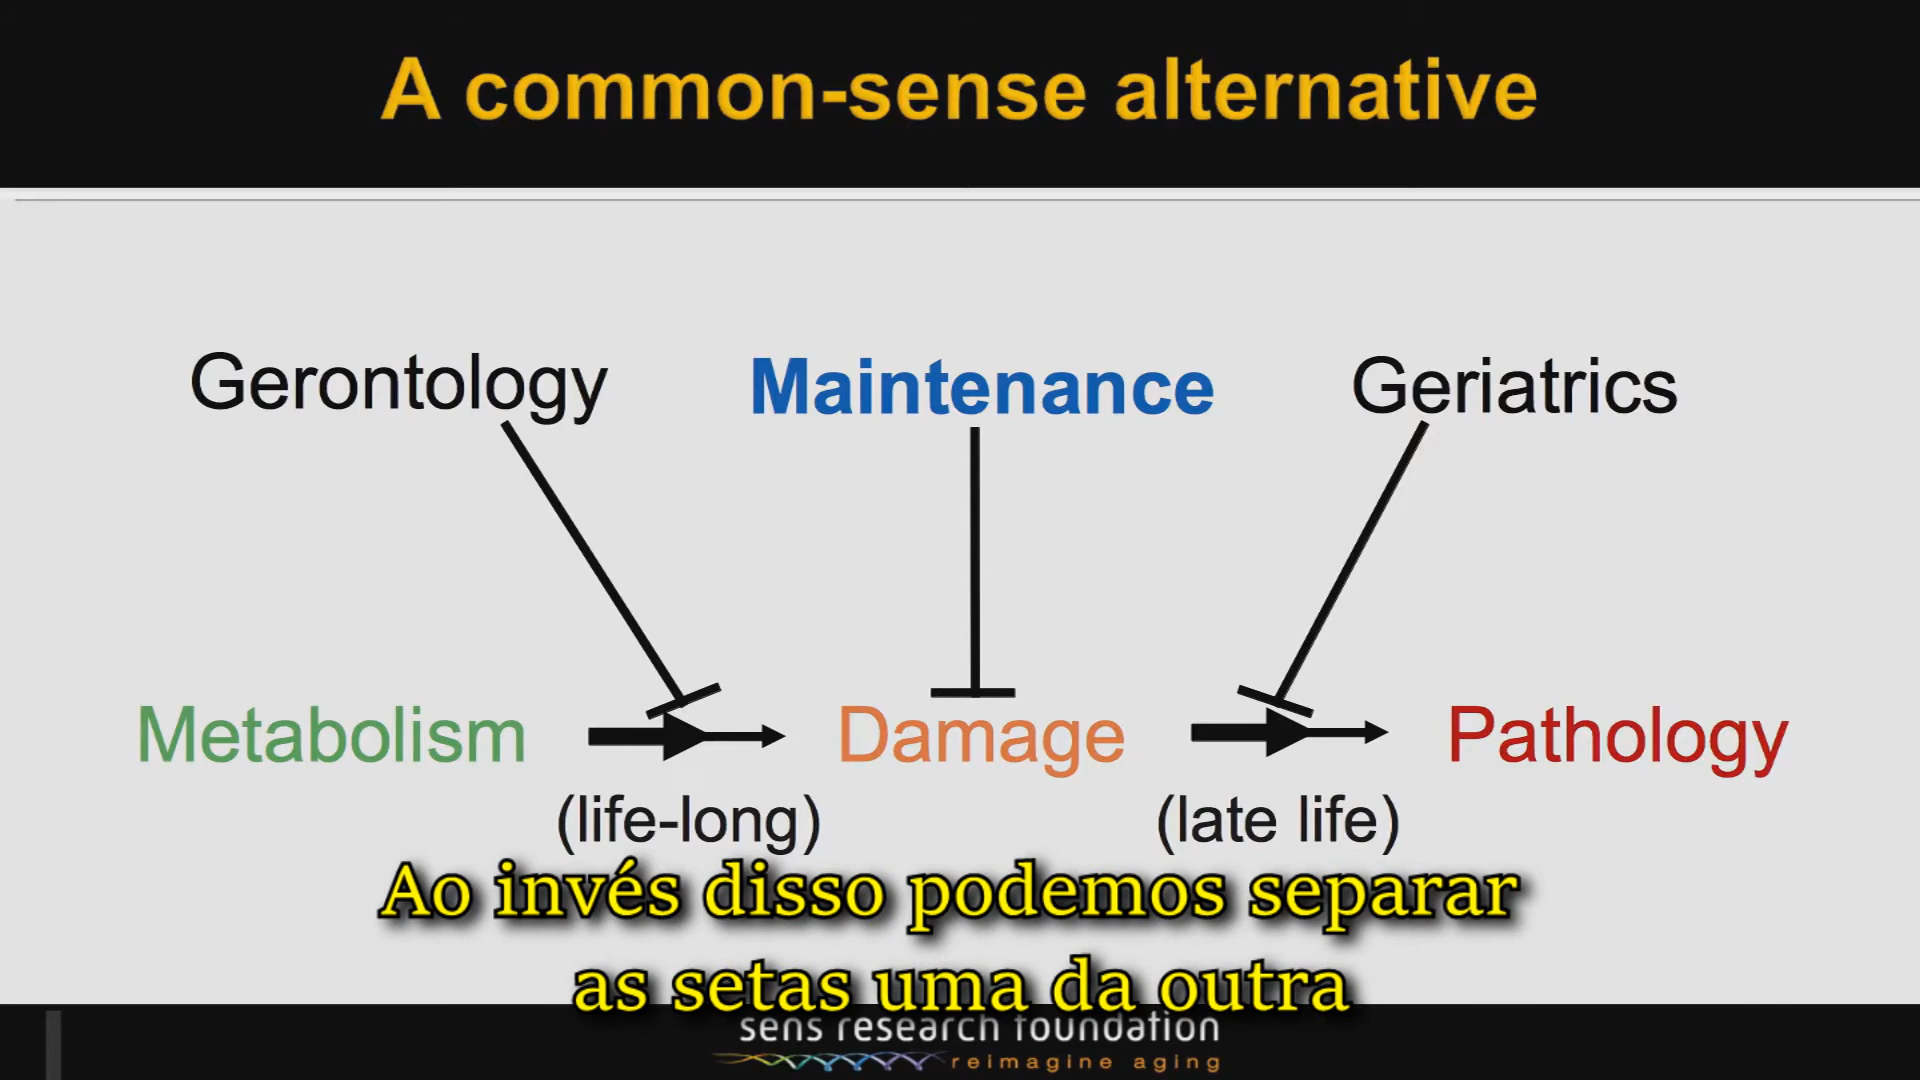 A common-sense alternative
Gerontology Maintenance Geriatrics
Metabolism Damage Pathology
(life-long) (late life)
Ao invés disso podemos separar
as setas uma da outra
sens research foundation
reimagine aging